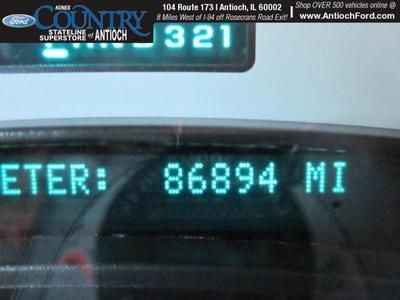 Ford
KUNES
COUNTRY
STATELINE
SUPERSTORE of ANTIOCH
104 Route 173 I Antioch, IL 60002
8 Miles West of I-94 off Rosecrans Road Exit!
Shop OVER 500 vehicles online @
www.AntiochFord.com
321
ETER: 86894 MI